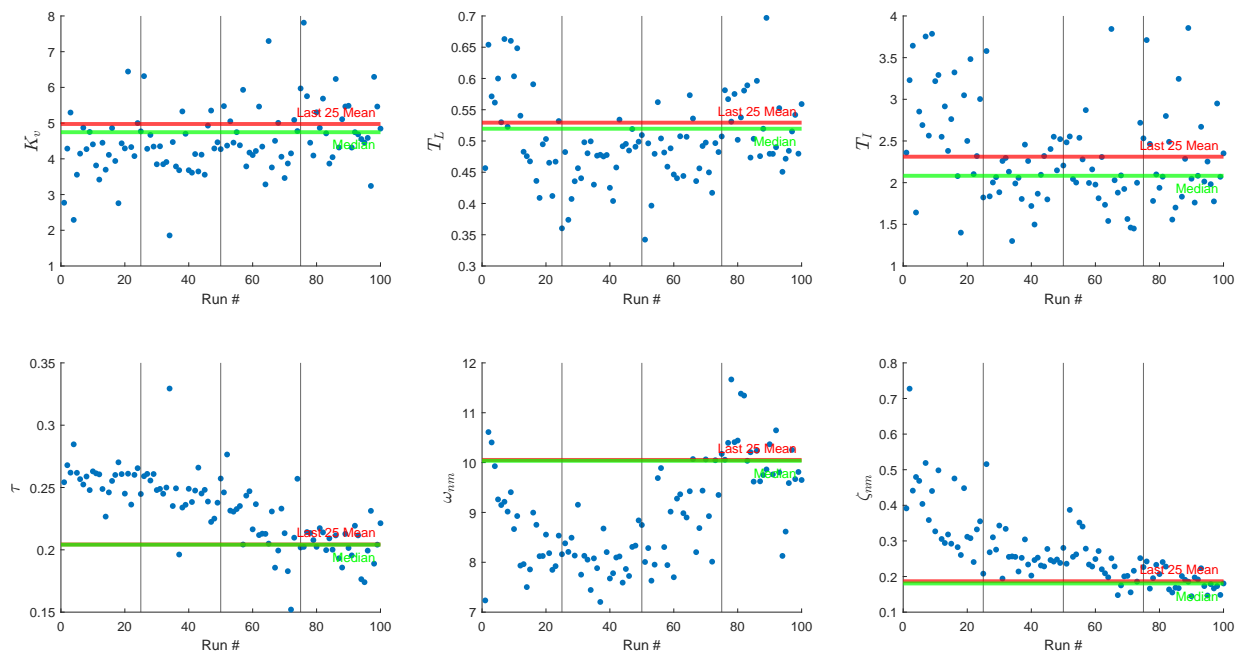 8
7
6
5
4
3
2
1
K_v
Last 25 Mean
Median
0 20 40 60 80 100
Run #
0.7
0.65
0.6
0.55
0.5
0.45
0.4
0.35
0.3
T_L
Last 25 Mean
Median
0 20 40 60 80 100
Run #
4
3.5
3
2.5
2
1.5
1
T_I
Last 25 Mean
Median
0 20 40 60 80 100
Run #
0.35
0.3
0.25
0.2
0.15
τ
Last 25 Mean
Median
0 20 40 60 80 100
Run #
12
11
10
9
8
7
ω_{nm}
Last 25 Mean
Median
0 20 40 60 80 100
Run #
0.8
0.7
0.6
0.5
0.4
0.3
0.2
0.1
ζ_{nm}
Last 25 Mean
Median
0 20 40 60 80 100
Run #